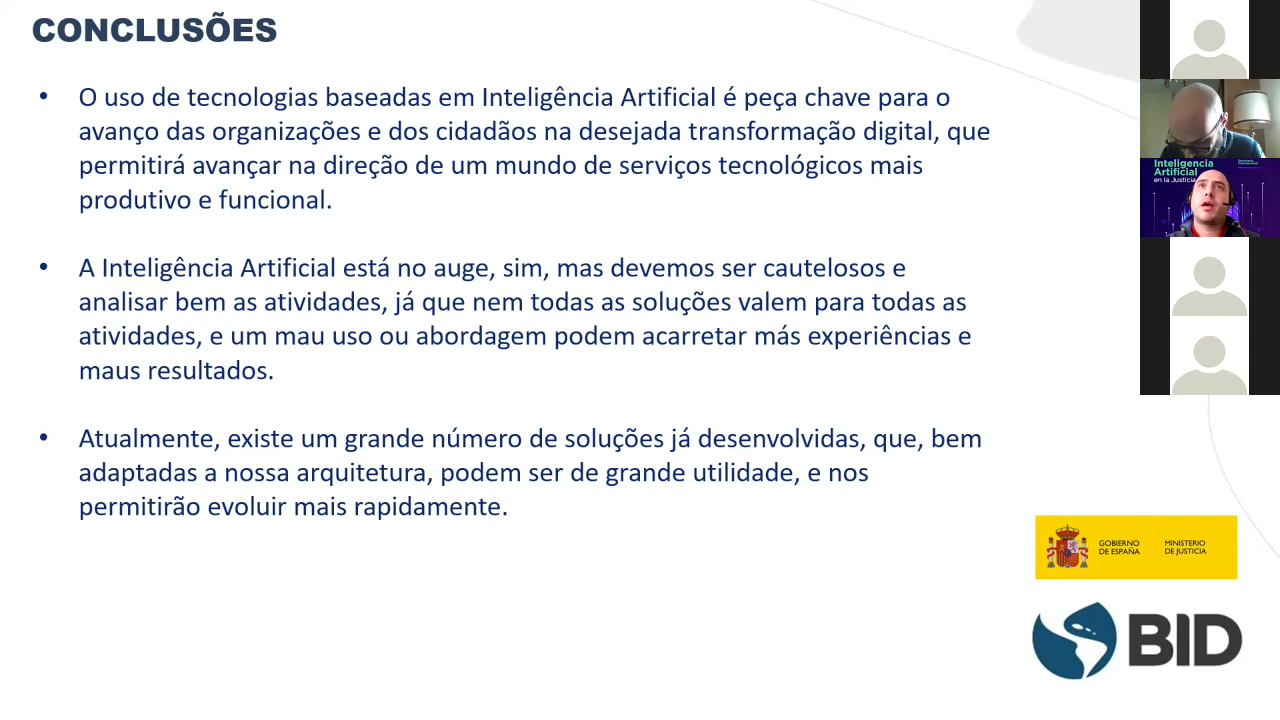 CONCLUSÕES
• O uso de tecnologias baseadas em Inteligência Artificial é peça chave para o
avanço das organizações e dos cidadãos na desejada transformação digital, que
permitirá avançar na direção de um mundo de serviços tecnológicos mais
produtivo e funcional.
• A Inteligência Artificial está no auge, sim, mas devemos ser cautelosos e
analisar bem as atividades, já que nem todas as soluções valem para todas as
atividades, e um mau uso ou abordagem podem acarretar más experiências e
maus resultados.
• Atualmente, existe um grande número de soluções já desenvolvidas, que, bem
adaptadas a nossa arquitetura, podem ser de grande utilidade, e nos
permitirão evoluir mais rapidamente.
Inteligencia
Artificial
en la Justicia
GOBIERNO
DE ESPAÑA
MINISTERIO
DE JUSTICIA
BID